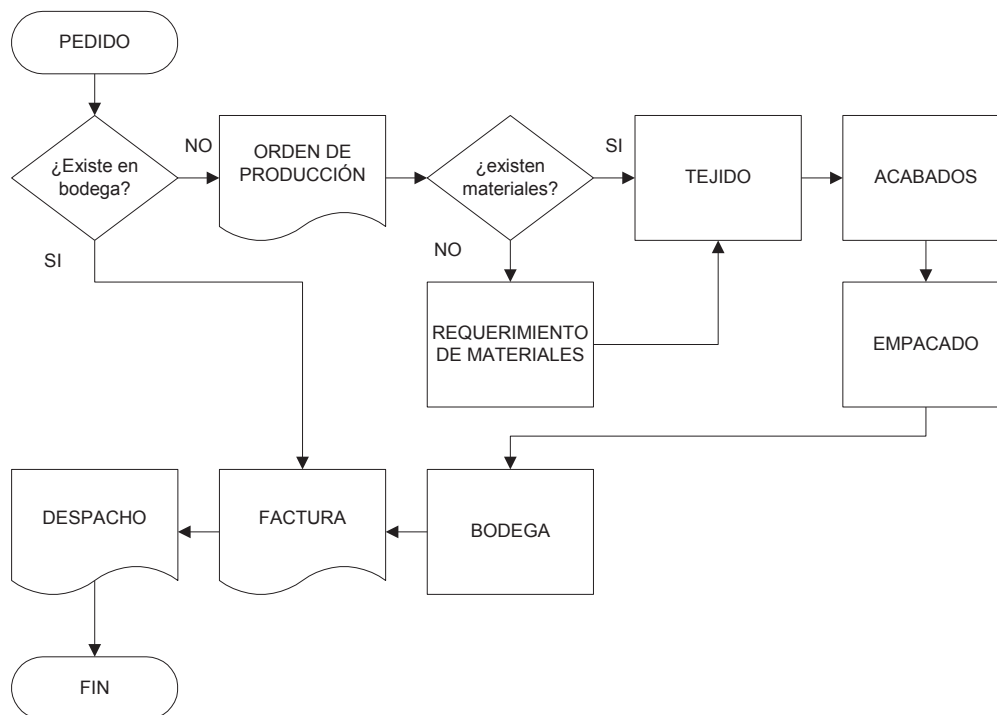 PEDIDO
¿Existe en
bodega?
NO
SI
ORDEN DE
PRODUCCIÓN
¿existen
materiales?
SI
NO
TEJIDO
ACABADOS
REQUERIMIENTO
DE MATERIALES
EMPACADO
DESPACHO
FACTURA
BODEGA
FIN